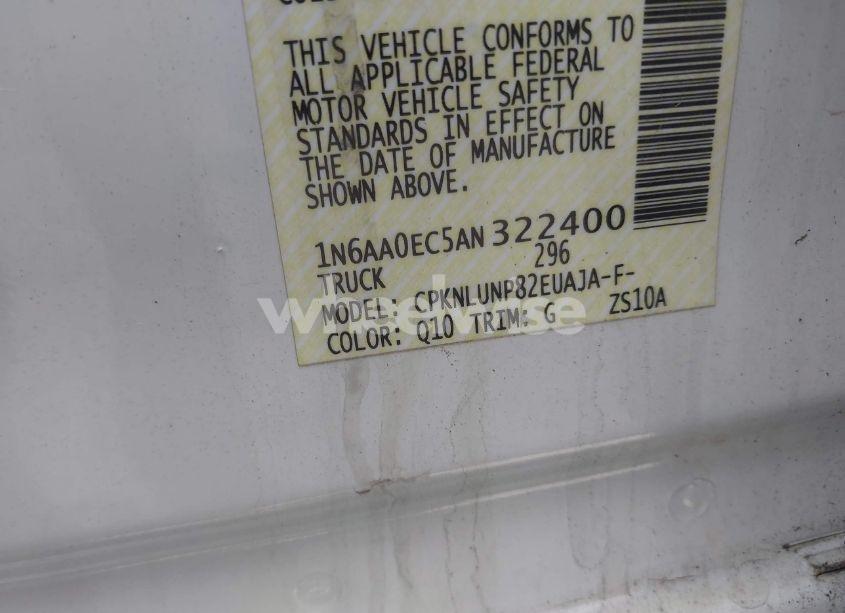 THIS VEHICLE CONFORMS TO
ALL APPLICABLE FEDERAL
MOTOR VEHICLE SAFETY
STANDARDS IN EFFECT ON
THE DATE OF MANUFACTURE
SHOWN ABOVE.
1N6AA0EC5AN322400
TRUCK 296
MODEL: CPKNLUNP82EUAJA-F-
COLOR: Q10 TRIM: G ZS10A
wheelwise